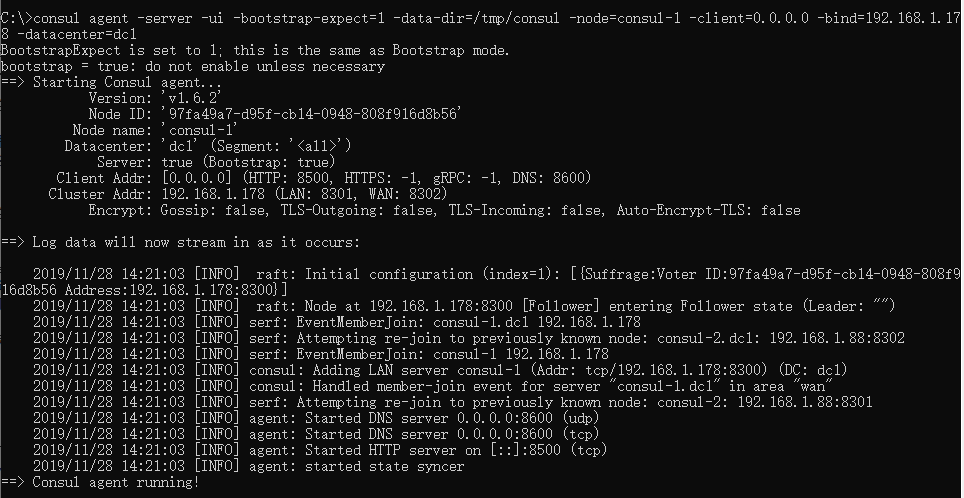 C:\>consul agent -server -ui -bootstrap-expect=1 -data-dir=/tmp/consul -node=consul-1 -client=0.0.0.0 -bind=192.168.1.17
8 -datacenter=dc1
BootstrapExpect is set to 1; this is the same as Bootstrap mode.
bootstrap = true: do not enable unless necessary
==> Starting Consul agent...
           Version: 'v1.6.2'
           Node ID: '97fa49a7-d95f-cb14-0948-808f916d8b56'
         Node name: 'consul-1'
        Datacenter: 'dc1' (Segment: '<all>')
            Server: true (Bootstrap: true)
       Client Addr: [0.0.0.0] (HTTP: 8500, HTTPS: -1, gRPC: -1, DNS: 8600)
      Cluster Addr: 192.168.1.178 (LAN: 8301, WAN: 8302)
           Encrypt: Gossip: false, TLS-Outgoing: false, TLS-Incoming: false, Auto-Encrypt-TLS: false
==> Log data will now stream in as it occurs:
    2019/11/28 14:21:03 [INFO]  raft: Initial configuration (index=1): [{Suffrage:Voter ID:97fa49a7-d95f-cb14-0948-808f9
16d8b56 Address:192.168.1.178:8300}]
    2019/11/28 14:21:03 [INFO]  raft: Node at 192.168.1.178:8300 [Follower] entering Follower state (Leader: "")
    2019/11/28 14:21:03 [INFO] serf: EventMemberJoin: consul-1.dc1 192.168.1.178
    2019/11/28 14:21:03 [INFO] serf: Attempting re-join to previously known node: consul-2.dc1: 192.168.1.88:8302
    2019/11/28 14:21:03 [INFO] serf: EventMemberJoin: consul-1 192.168.1.178
    2019/11/28 14:21:03 [INFO] consul: Adding LAN server consul-1 (Addr: tcp/192.168.1.178:8300) (DC: dc1)
    2019/11/28 14:21:03 [INFO] consul: Handled member-join event for server "consul-1.dc1" in area "wan"
    2019/11/28 14:21:03 [INFO] serf: Attempting re-join to previously known node: consul-2: 192.168.1.88:8301
    2019/11/28 14:21:03 [INFO] agent: Started DNS server 0.0.0.0:8600 (udp)
    2019/11/28 14:21:03 [INFO] agent: Started DNS server 0.0.0.0:8600 (tcp)
    2019/11/28 14:21:03 [INFO] agent: Started HTTP server on [::]:8500 (tcp)
    2019/11/28 14:21:03 [INFO] agent: started state syncer
==> Consul agent running!